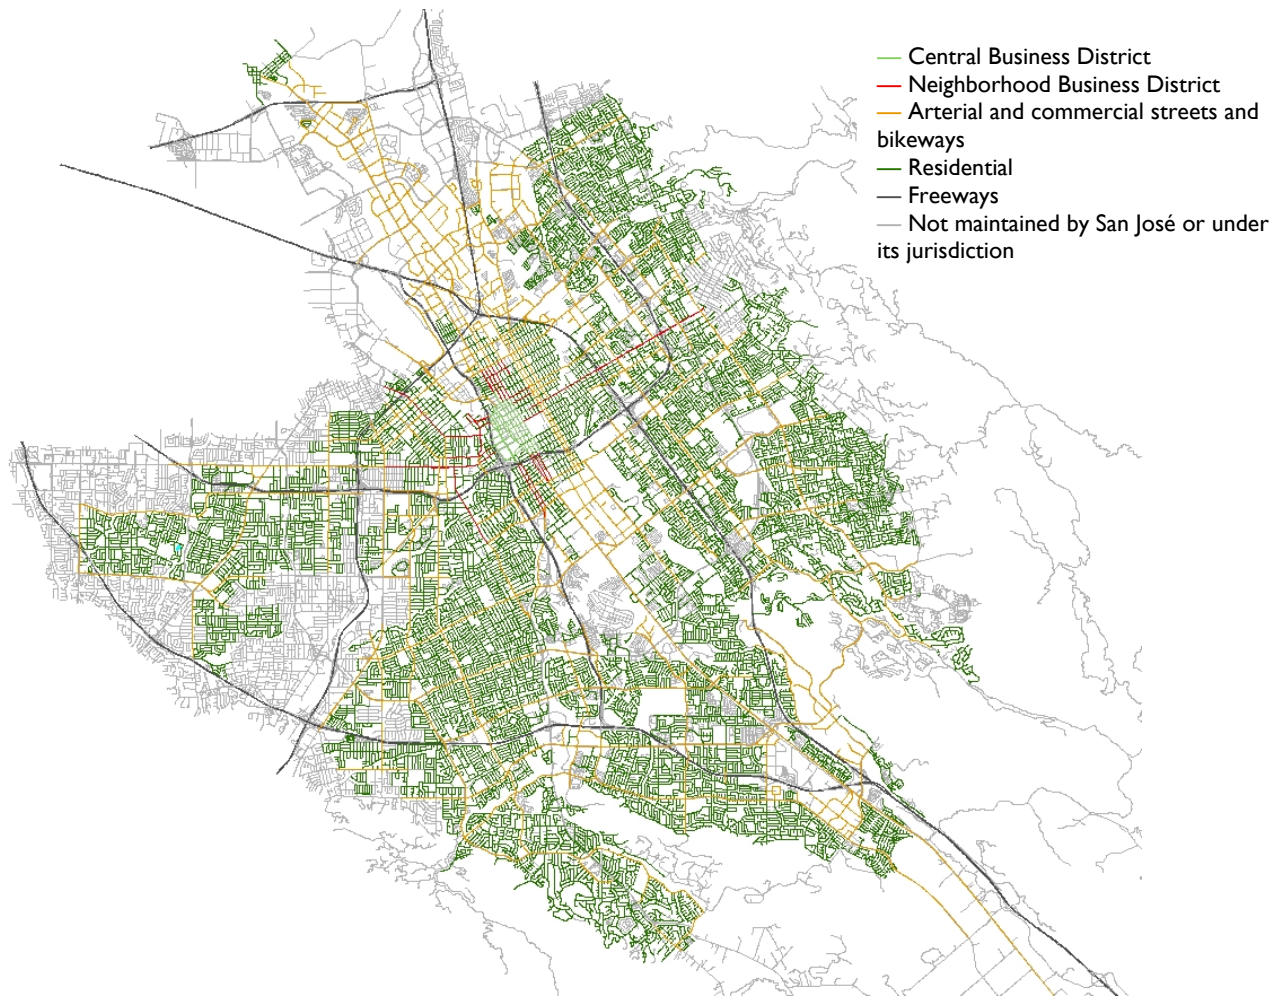 Central Business District
Neighborhood Business District
Arterial and commercial streets and
bikeways
Residential
Freeways
Not maintained by San José or under
its jurisdiction